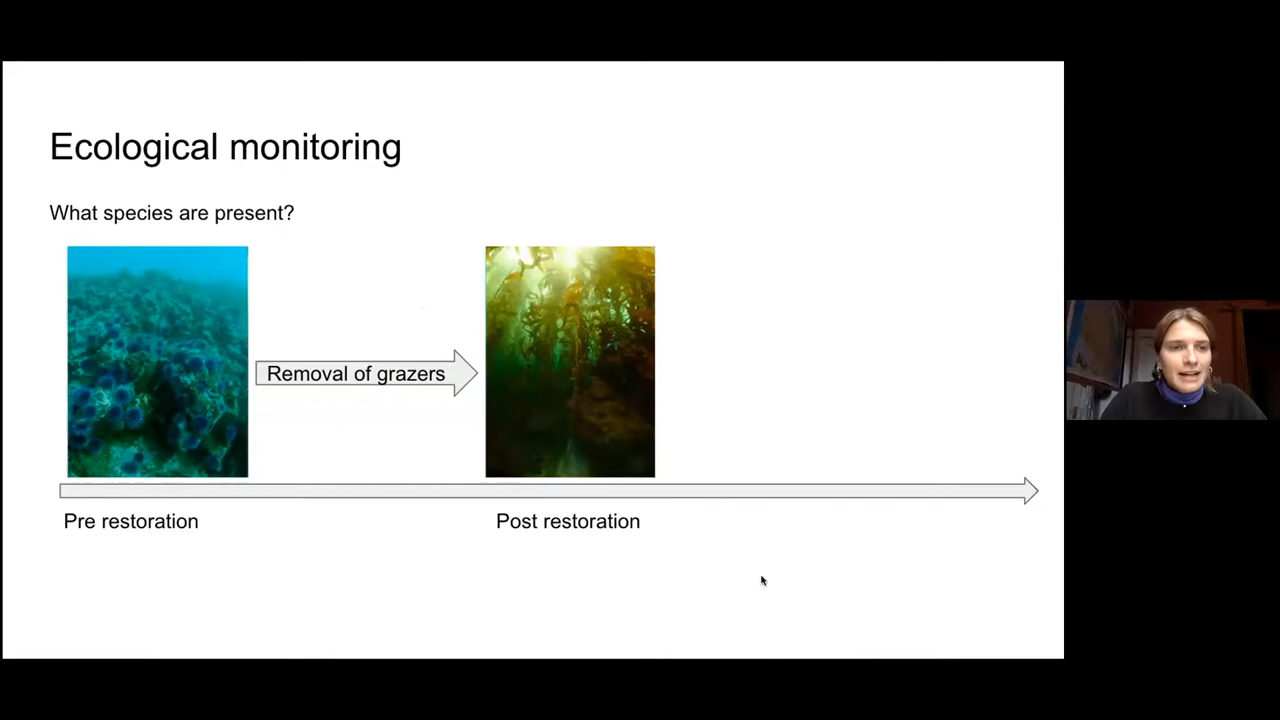 Ecological monitoring
What species are present?
Removal of grazers
Pre restoration
Post restoration